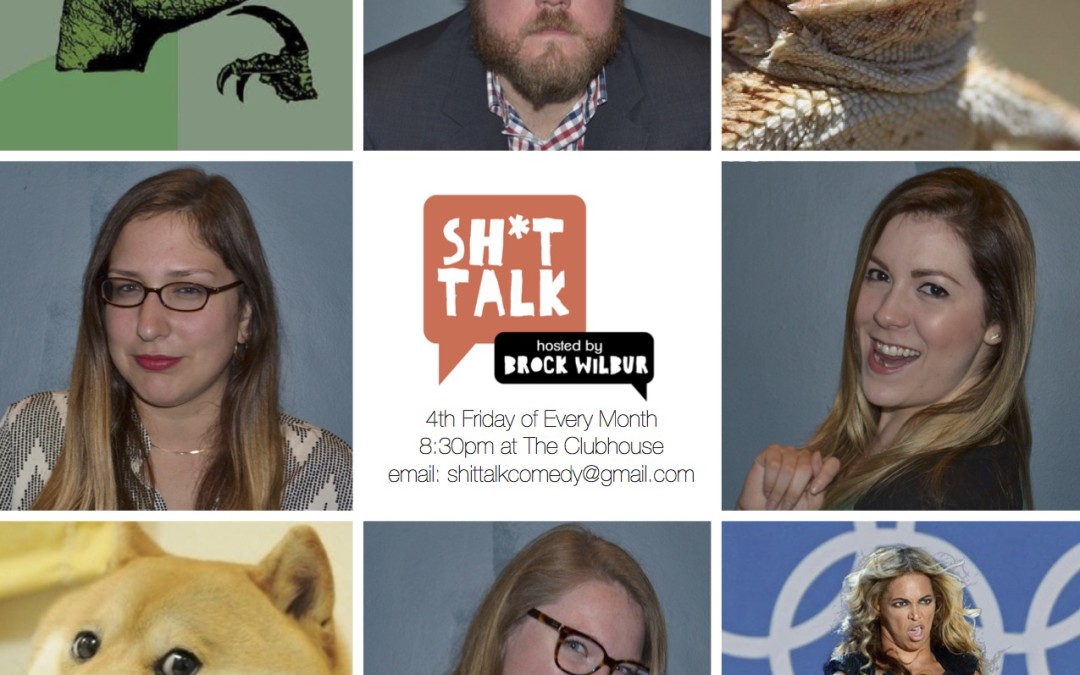 SH*T
TALK
hosted by
BROCK WILBUR
4th Friday of Every Month
8:30pm at The Clubhouse
email: shittalkcomedy@gmail.com